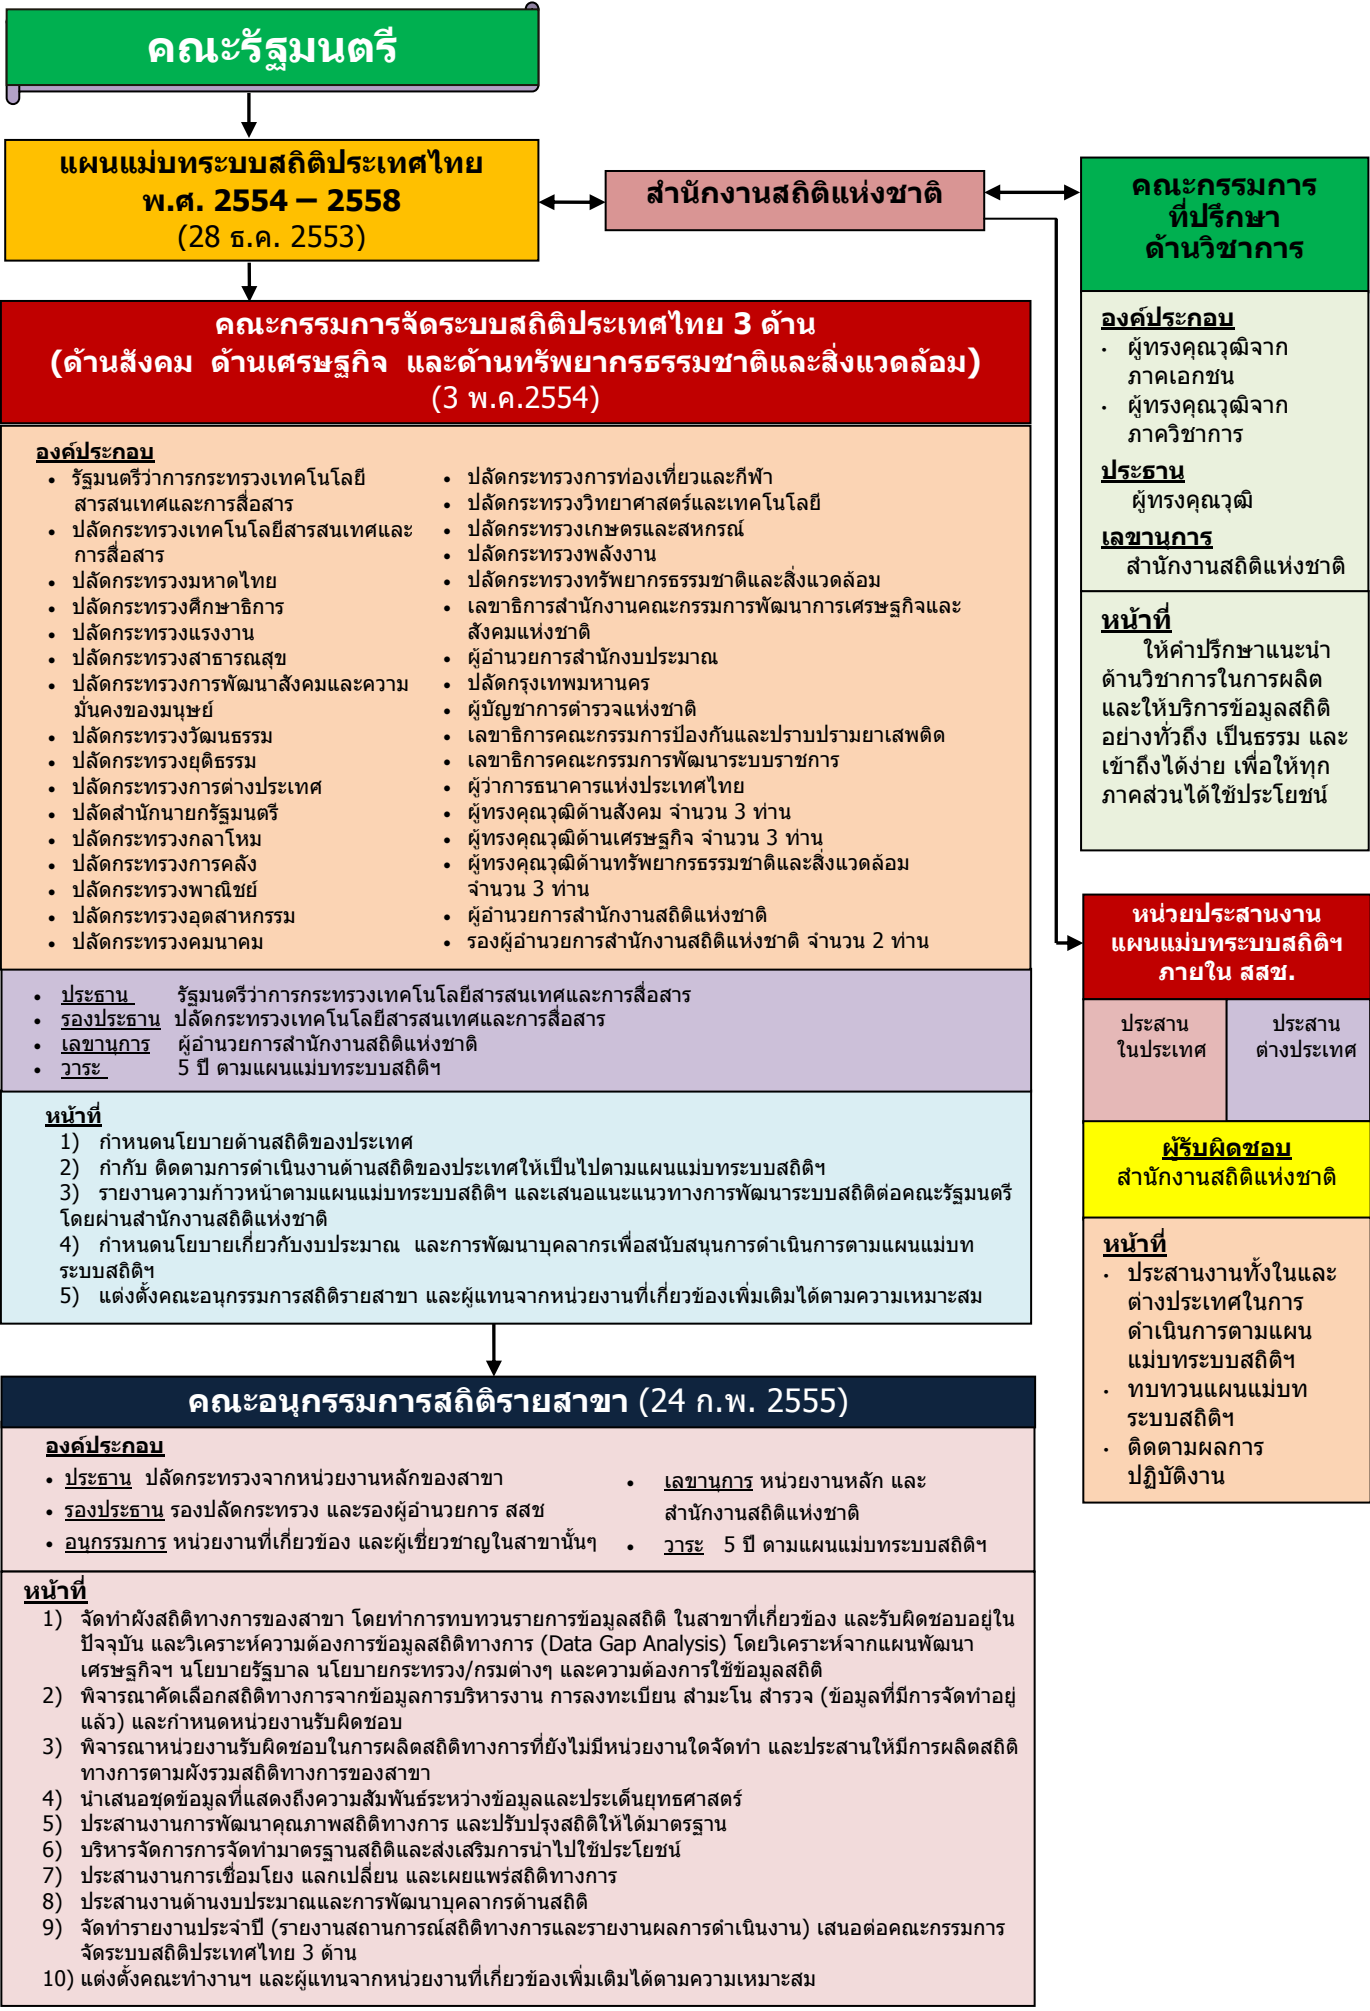 คณะรัฐมนตรี
แผนแม่บทระบบสถิติประเทศไทย
พ.ศ. 2554 – 2558
(28 ธ.ค. 2553)
สำนักงานสถิติแห่งชาติ
คณะกรรมการ
ที่ปรึกษา
ด้านวิชาการ
องค์ประกอบ
• ผู้ทรงคุณวุฒิจาก
ภาคเอกชน
• ผู้ทรงคุณวุฒิจาก
ภาควิชาการ
ประธาน
ผู้ทรงคุณวุฒิ
เลขานุการ
สำนักงานสถิติแห่งชาติ
หน้าที่
ให้คำปรึกษาแนะนำ
ด้านวิชาการในการผลิต
และให้บริการข้อมูลสถิติ
อย่างทั่วถึง เป็นธรรม และ
เข้าถึงได้ง่าย เพื่อให้ทุก
ภาคส่วนได้ใช้ประโยชน์
คณะกรรมการจัดระบบสถิติประเทศไทย 3 ด้าน
(ด้านสังคม ด้านเศรษฐกิจ และด้านทรัพยากรธรรมชาติและสิ่งแวดล้อม)
(3 พ.ค.2554)
องค์ประกอบ
• รัฐมนตรีว่าการกระทรวงเทคโนโลยี
สารสนเทศและการสื่อสาร
• ปลัดกระทรวงเทคโนโลยีสารสนเทศและ
การสื่อสาร
• ปลัดกระทรวงมหาดไทย
• ปลัดกระทรวงศึกษาธิการ
• ปลัดกระทรวงแรงงาน
• ปลัดกระทรวงสาธารณสุข
• ปลัดกระทรวงการพัฒนาสังคมและความ
มั่นคงของมนุษย์
• ปลัดกระทรวงวัฒนธรรม
• ปลัดกระทรวงยุติธรรม
• ปลัดกระทรวงการต่างประเทศ
• ปลัดสำนักนายกรัฐมนตรี
• ปลัดกระทรวงกลาโหม
• ปลัดกระทรวงการคลัง
• ปลัดกระทรวงพาณิชย์
• ปลัดกระทรวงอุตสาหกรรม
• ปลัดกระทรวงคมนาคม
• ปลัดกระทรวงการท่องเที่ยวและกีฬา
• ปลัดกระทรวงวิทยาศาสตร์และเทคโนโลยี
• ปลัดกระทรวงเกษตรและสหกรณ์
• ปลัดกระทรวงพลังงาน
• ปลัดกระทรวงทรัพยากรธรรมชาติและสิ่งแวดล้อม
• เลขาธิการสำนักงานคณะกรรมการพัฒนาการเศรษฐกิจและ
สังคมแห่งชาติ
• ผู้อำนวยการสำนักงบประมาณ
• ปลัดกรุงเทพมหานคร
• ผู้บัญชาการตำรวจแห่งชาติ
• เลขาธิการคณะกรรมการป้องกันและปราบปรามยาเสพติด
• เลขาธิการคณะกรรมการพัฒนาระบบราชการ
• ผู้ว่าการธนาคารแห่งประเทศไทย
• ผู้ทรงคุณวุฒิด้านสังคม จำนวน 3 ท่าน
• ผู้ทรงคุณวุฒิด้านเศรษฐกิจ จำนวน 3 ท่าน
• ผู้ทรงคุณวุฒิด้านทรัพยากรธรรมชาติและสิ่งแวดล้อม
จำนวน 3 ท่าน
• ผู้อำนวยการสำนักงานสถิติแห่งชาติ
• รองผู้อำนวยการสำนักงานสถิติแห่งชาติ จำนวน 2 ท่าน
• ประธาน รัฐมนตรีว่าการกระทรวงเทคโนโลยีสารสนเทศและการสื่อสาร
• รองประธาน ปลัดกระทรวงเทคโนโลยีสารสนเทศและการสื่อสาร
• เลขานุการ ผู้อำนวยการสำนักงานสถิติแห่งชาติ
• วาระ 5 ปี ตามแผนแม่บทระบบสถิติฯ
หน้าที่
1) กำหนดนโยบายด้านสถิติของประเทศ
2) กำกับ ติดตามการดำเนินงานด้านสถิติของประเทศให้เป็นไปตามแผนแม่บทระบบสถิติฯ
3) รายงานความก้าวหน้าตามแผนแม่บทระบบสถิติฯ และเสนอแนะแนวทางการพัฒนาระบบสถิติต่อคณะรัฐมนตรี
โดยผ่านสำนักงานสถิติแห่งชาติ
4) กำหนดนโยบายเกี่ยวกับงบประมาณ และการพัฒนาบุคลากรเพื่อสนับสนุนการดำเนินการตามแผนแม่บท
ระบบสถิติฯ
5) แต่งตั้งคณะอนุกรรมการสถิติรายสาขา และผู้แทนจากหน่วยงานที่เกี่ยวข้องเพิ่มเติมได้ตามความเหมาะสม
หน่วยประสานงาน
แผนแม่บทระบบสถิติฯ
ภายใน สสช.
ประสาน
ในประเทศ
ประสาน
ต่างประเทศ
ผู้รับผิดชอบ
สำนักงานสถิติแห่งชาติ
หน้าที่
• ประสานงานทั้งในและ
ต่างประเทศในการ
ดำเนินการตามแผน
แม่บทระบบสถิติฯ
• ทบทวนแผนแม่บท
ระบบสถิติฯ
• ติดตามผลการ
ปฏิบัติงาน
คณะอนุกรรมการสถิติรายสาขา (24 ก.พ. 2555)
องค์ประกอบ
• ประธาน ปลัดกระทรวงจากหน่วยงานหลักของสาขา
• รองประธาน รองปลัดกระทรวง และรองผู้อำนวยการ สสช
• อนุกรรมการ หน่วยงานที่เกี่ยวข้อง และผู้เชี่ยวชาญในสาขานั้นๆ
• เลขานุการ หน่วยงานหลัก และ
สำนักงานสถิติแห่งชาติ
• วาระ 5 ปี ตามแผนแม่บทระบบสถิติฯ
หน้าที่
1) จัดทำผังสถิติทางการของสาขา โดยทำการทบทวนรายการข้อมูลสถิติ ในสาขาที่เกี่ยวข้อง และรับผิดชอบอยู่ใน
ปัจจุบัน และวิเคราะห์ความต้องการข้อมูลสถิติทางการ (Data Gap Analysis) โดยวิเคราะห์จากแผนพัฒนา
เศรษฐกิจฯ นโยบายรัฐบาล นโยบายกระทรวง/กรมต่างๆ และความต้องการใช้ข้อมูลสถิติ
2) พิจารณาคัดเลือกสถิติทางการจากข้อมูลการบริหารงาน การลงทะเบียน สำมะโน สำรวจ (ข้อมูลที่มีการจัดทำอยู่
แล้ว) และกำหนดหน่วยงานรับผิดชอบ
3) พิจารณาหน่วยงานรับผิดชอบในการผลิตสถิติทางการที่ยังไม่มีหน่วยงานใดจัดทำ และประสานให้มีการผลิตสถิติ
ทางการตามผังรวมสถิติทางการของสาขา
4) นำเสนอชุดข้อมูลที่แสดงถึงความสัมพันธ์ระหว่างข้อมูลและประเด็นยุทธศาสตร์
5) ประสานงานการพัฒนาคุณภาพสถิติทางการ และปรับปรุงสถิติให้ได้มาตรฐาน
6) บริหารจัดการการจัดทำมาตรฐานสถิติและส่งเสริมการนำไปใช้ประโยชน์
7) ประสานงานการเชื่อมโยง แลกเปลี่ยน และเผยแพร่สถิติทางการ
8) ประสานงานด้านงบประมาณและการพัฒนาบุคลากรด้านสถิติ
9) จัดทำรายงานประจำปี (รายงานสถานการณ์สถิติทางการและรายงานผลการดำเนินงาน) เสนอต่อคณะกรรมการ
จัดระบบสถิติประเทศไทย 3 ด้าน
10) แต่งตั้งคณะทำงานฯ และผู้แทนจากหน่วยงานที่เกี่ยวข้องเพิ่มเติมได้ตามความเหมาะสม